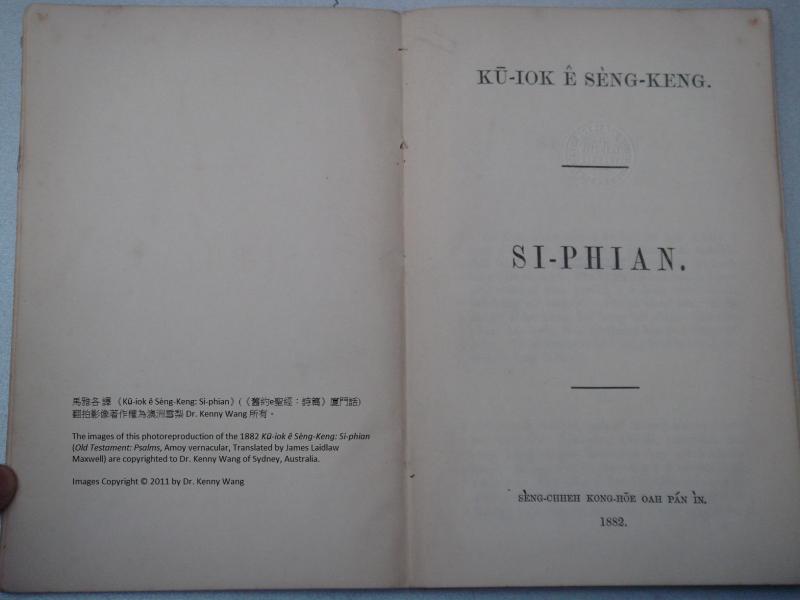 馬雅各 譯 《Kū-iok ê Sèng-Keng: Si-phian》(《舊約e聖經：詩篇》廈門話)
翻拍影像著作權為澳洲雪梨 Dr. Kenny Wang 所有。
The images of this photoreproduction of the 1882 Kū-iok ê Sèng-Keng: Si-phian
(Old Testament: Psalms, Amoy vernacular, Translated by James Laidlaw
Maxwell) are copyrighted to Dr. Kenny Wang of Sydney, Australia.
Images Copyright © 2011 by Dr. Kenny Wang
KŪ-IOK Ê SÈNG-KENG.
SI-PHIAN.
SÈNG-CHHEH KONG-HŌE OAH PÁN ÌN.
1882.